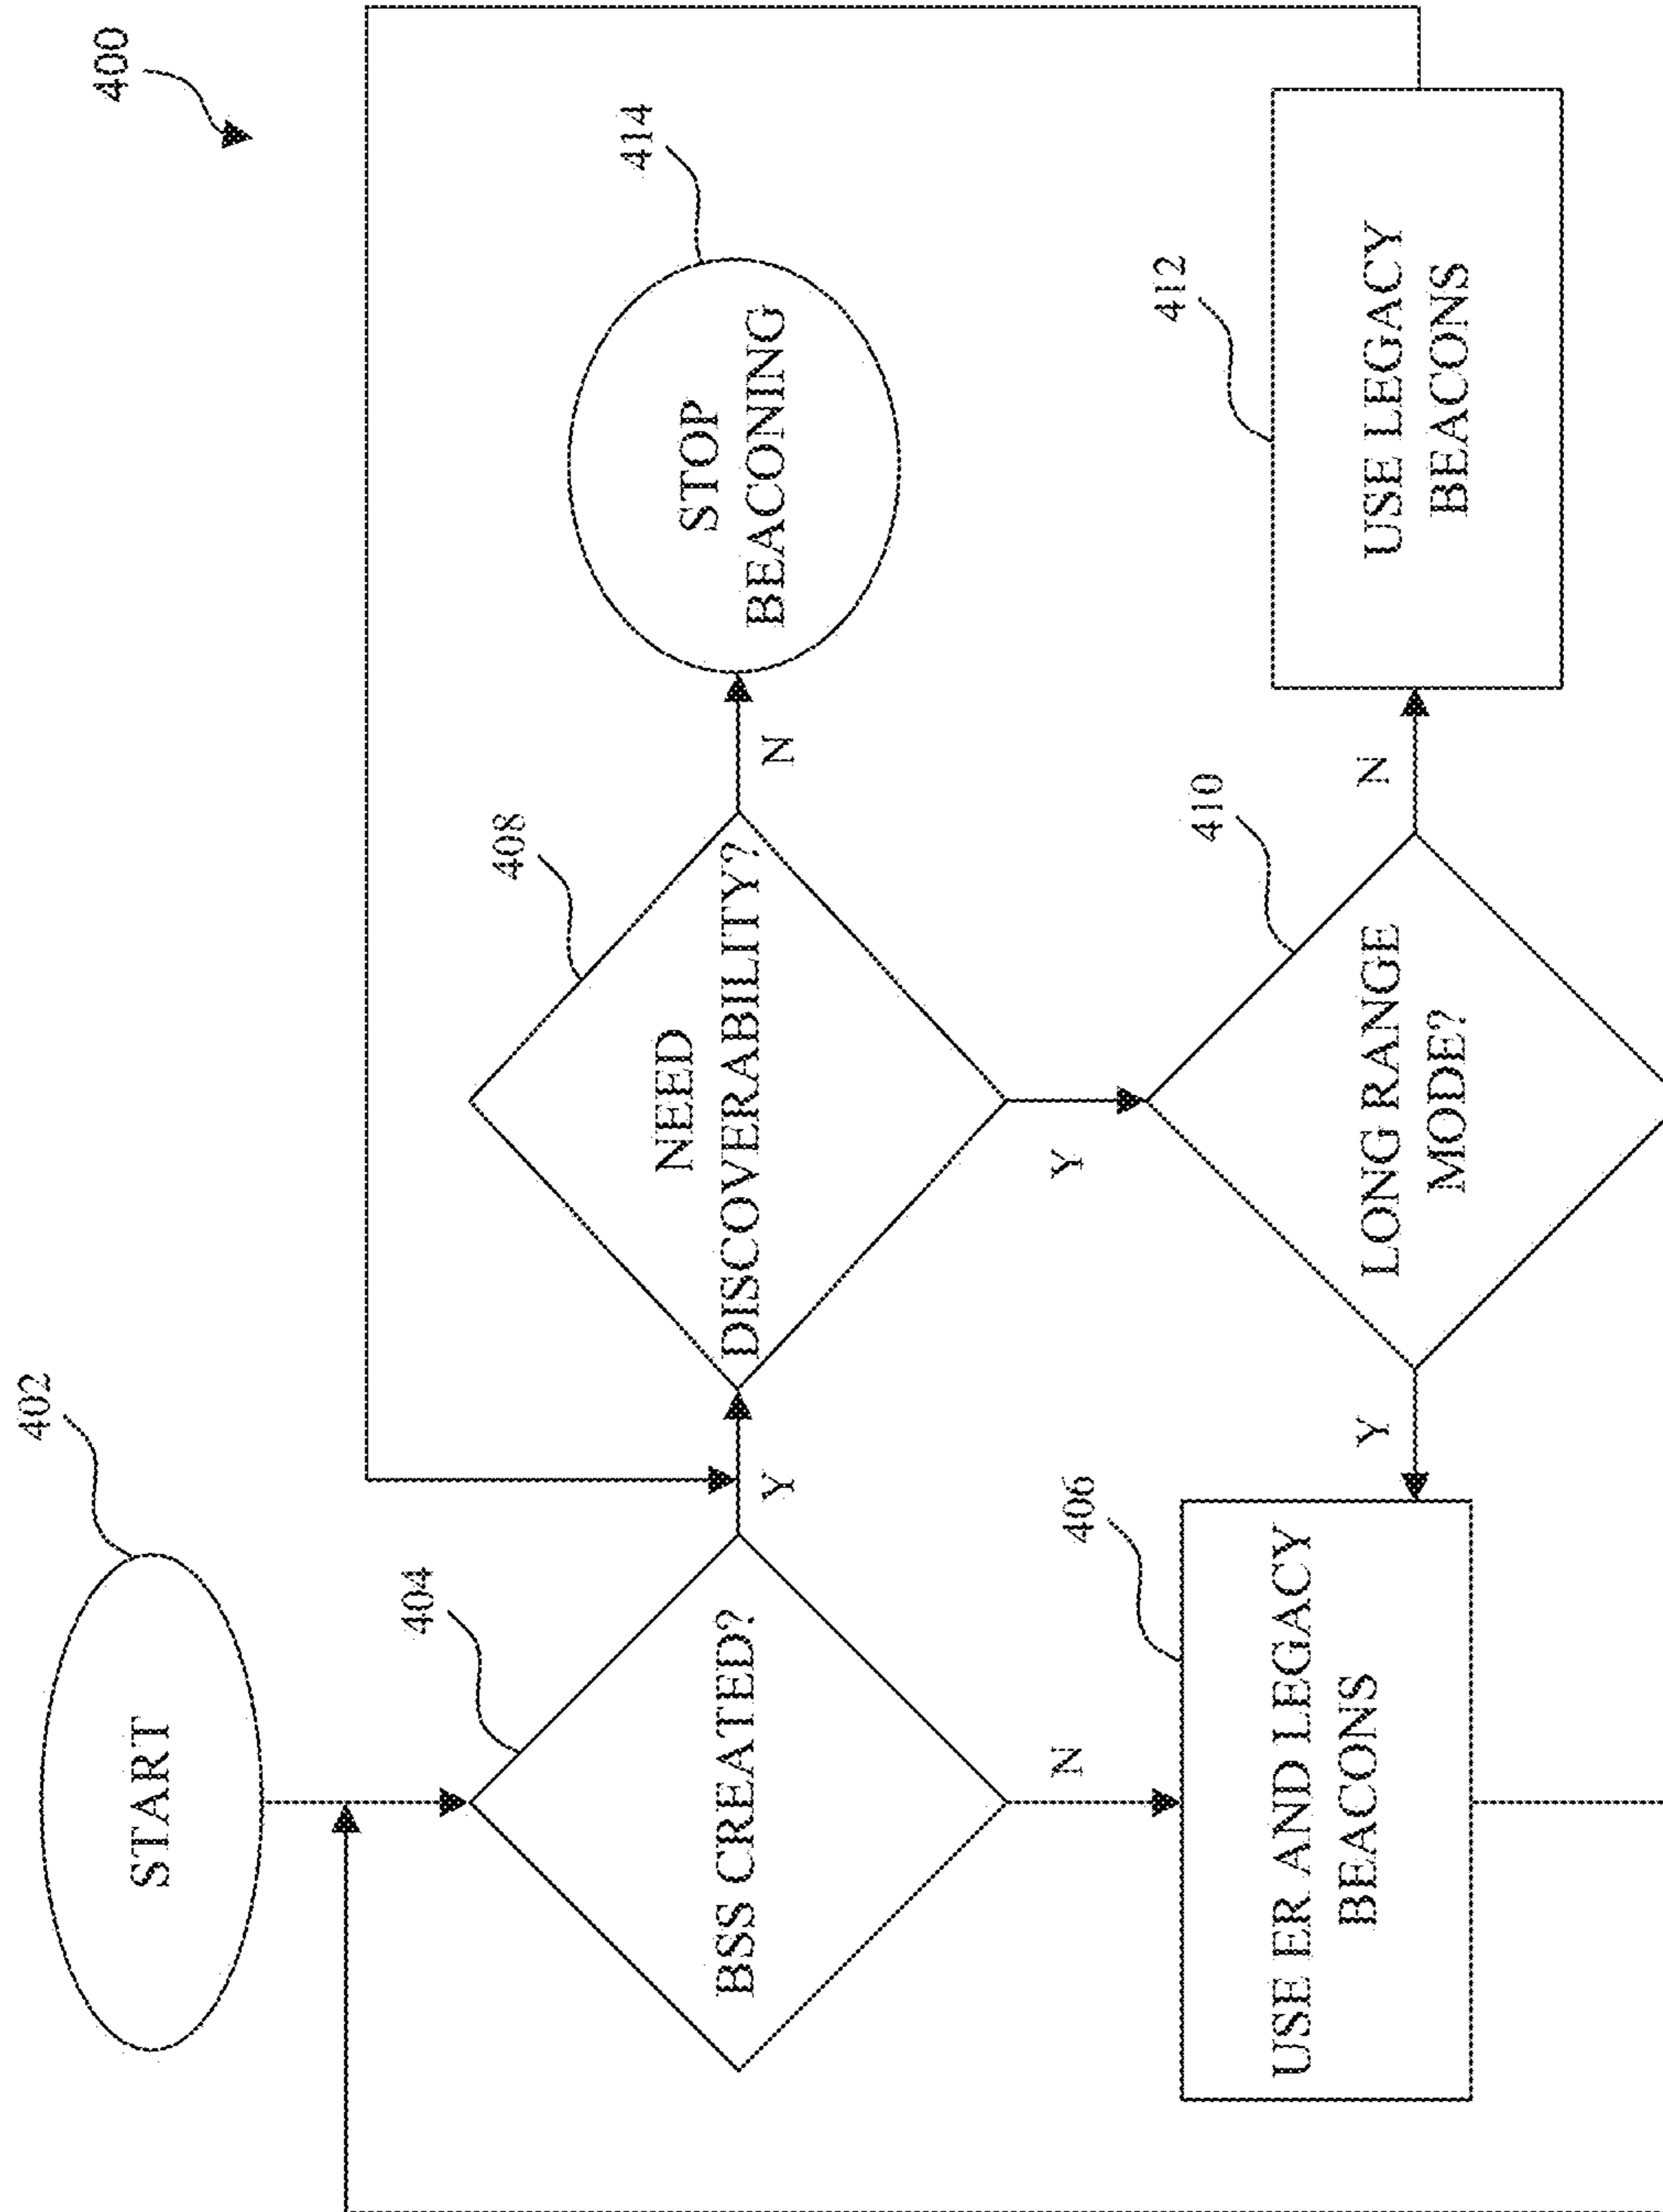 400
402
START
404
BSS CREATED?
Y
N
406
USE ER AND LEGACY
BEACONS
408
NEED
DISCOVERABILITY?
N
Y
414
STOP
BEACONING
410
LONG RANGE
MODE?
Y
N
412
USE LEGACY
BEACONS